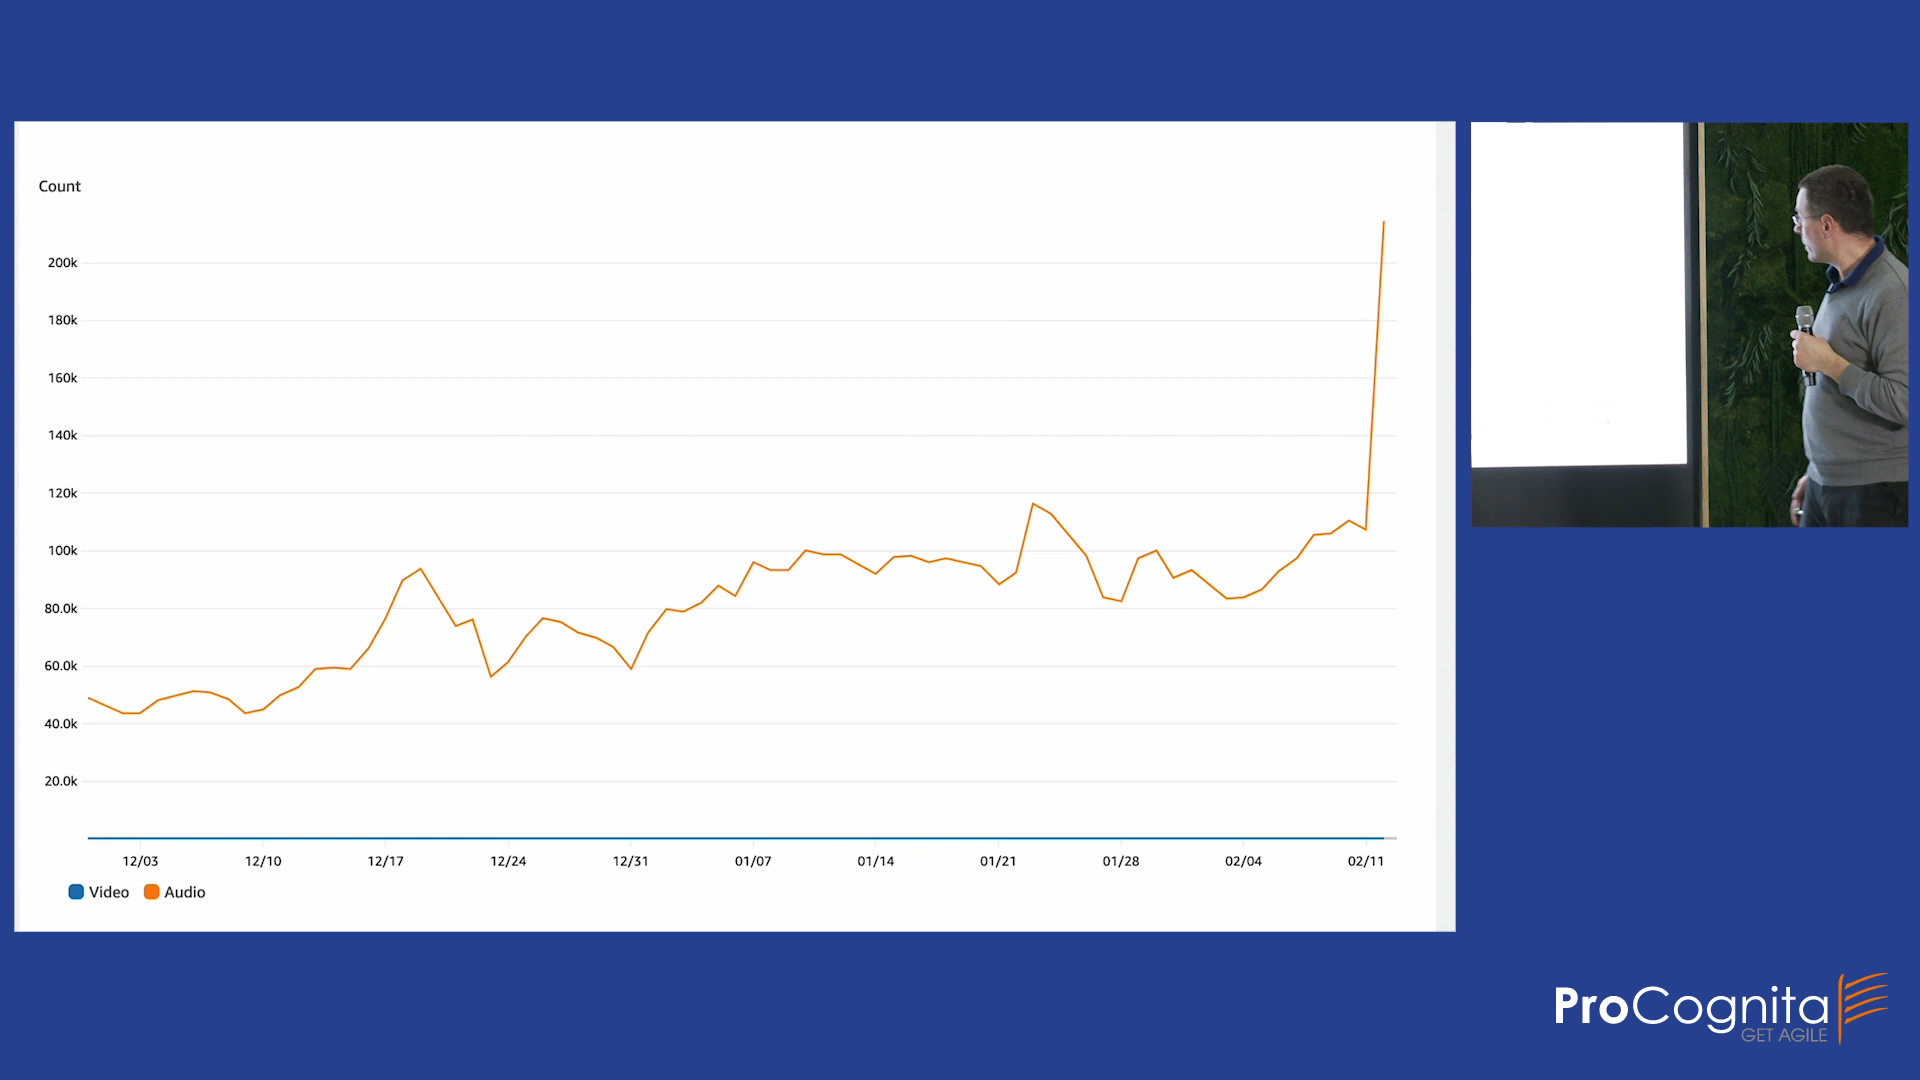 Count
200k
180k
160k
140k
120k
100k
80.0k
60.0k
40.0k
20.0k
12/03 12/10 12/17 12/24 12/31 01/07 01/14 01/21 01/28 02/04 02/11
Video Audio
ProCognita
GET AGILE